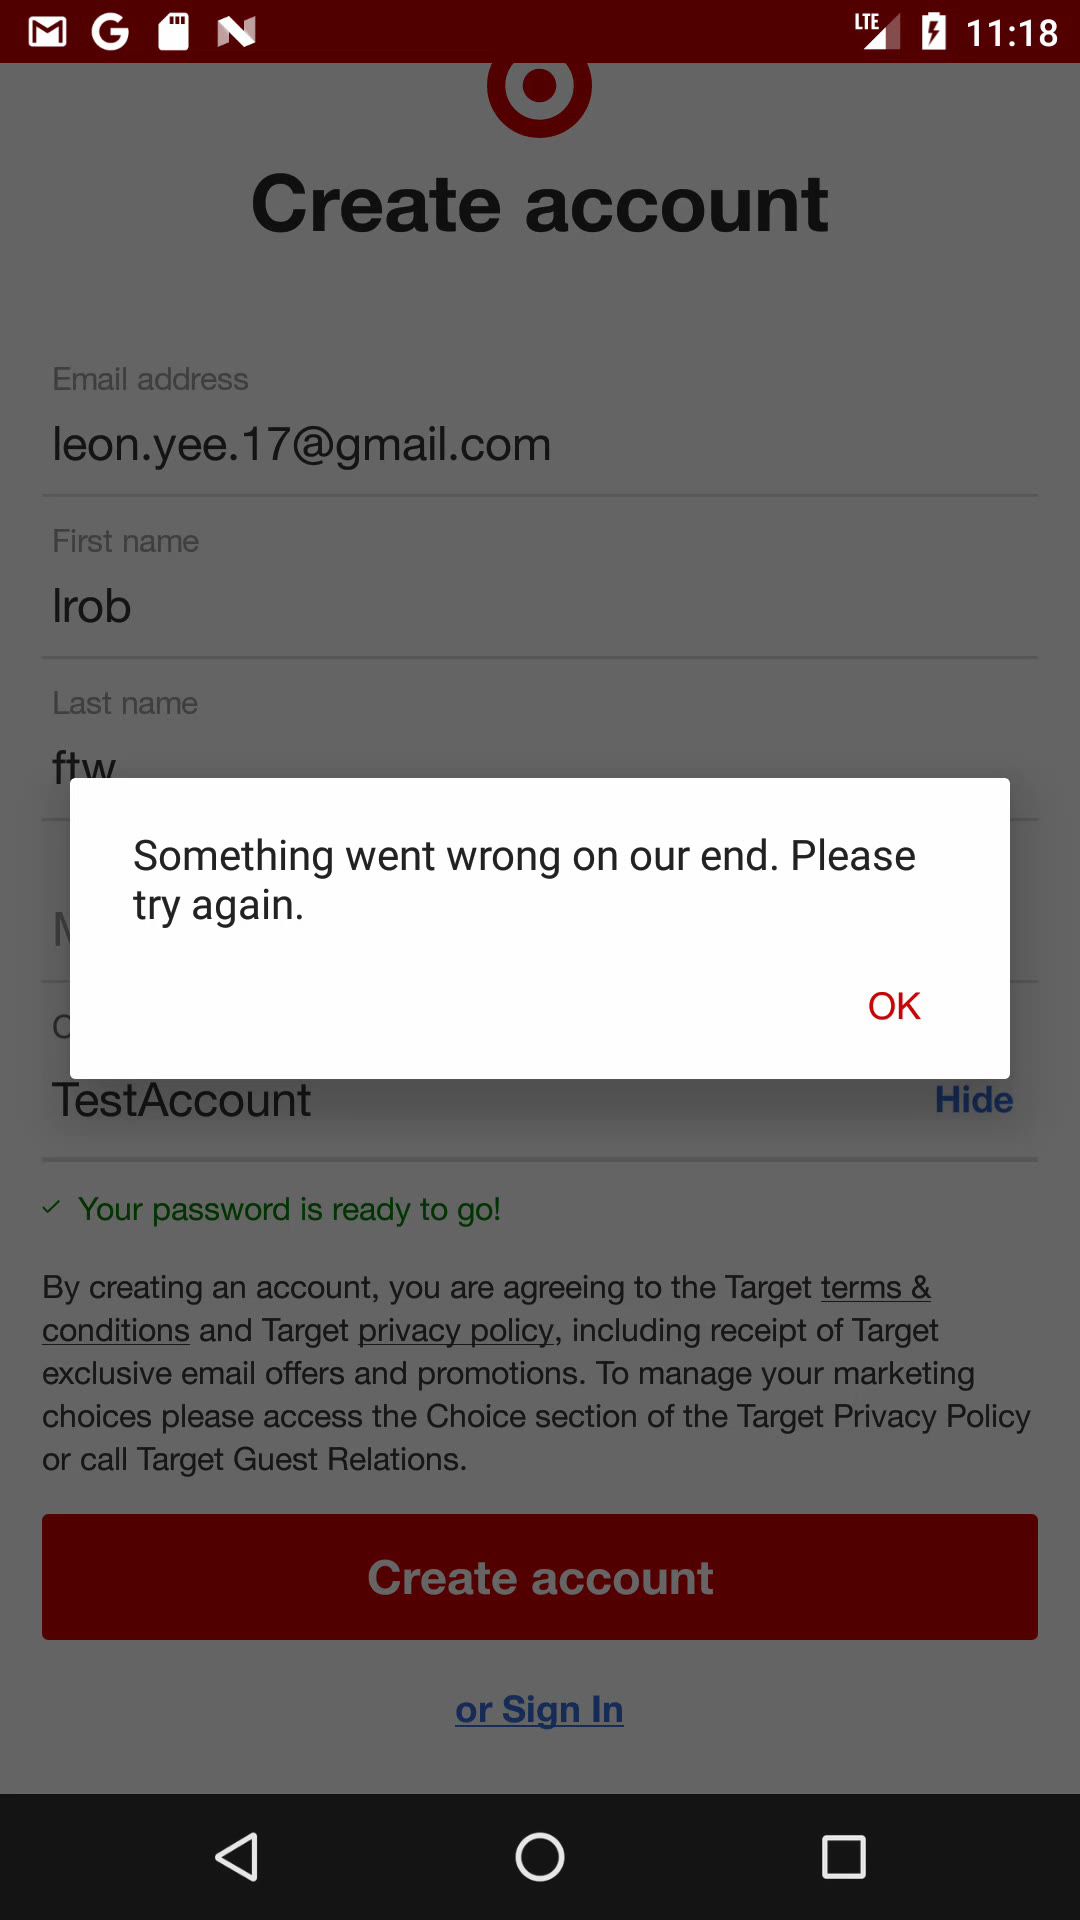 LTE 11:18
Create account
Email address
leon.yee.17@gmail.com
First name
lrob
Last name
ftw
Something went wrong on our end. Please
try again.
OK
TestAccount Hide
Your password is ready to go!
By creating an account, you are agreeing to the Target terms &
conditions and Target privacy policy, including receipt of Target
exclusive email offers and promotions. To manage your marketing
choices please access the Choice section of the Target Privacy Policy
or call Target Guest Relations.
Create account
or Sign In